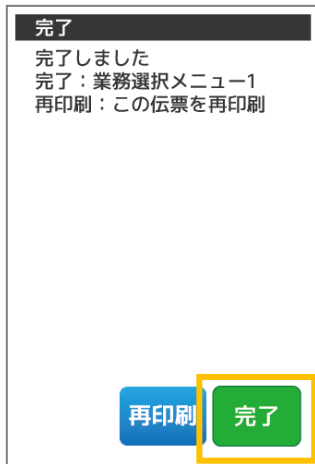 完了
完了しました
完了：業務選択メニュー1
再印刷：この伝票を再印刷
再印刷
完了